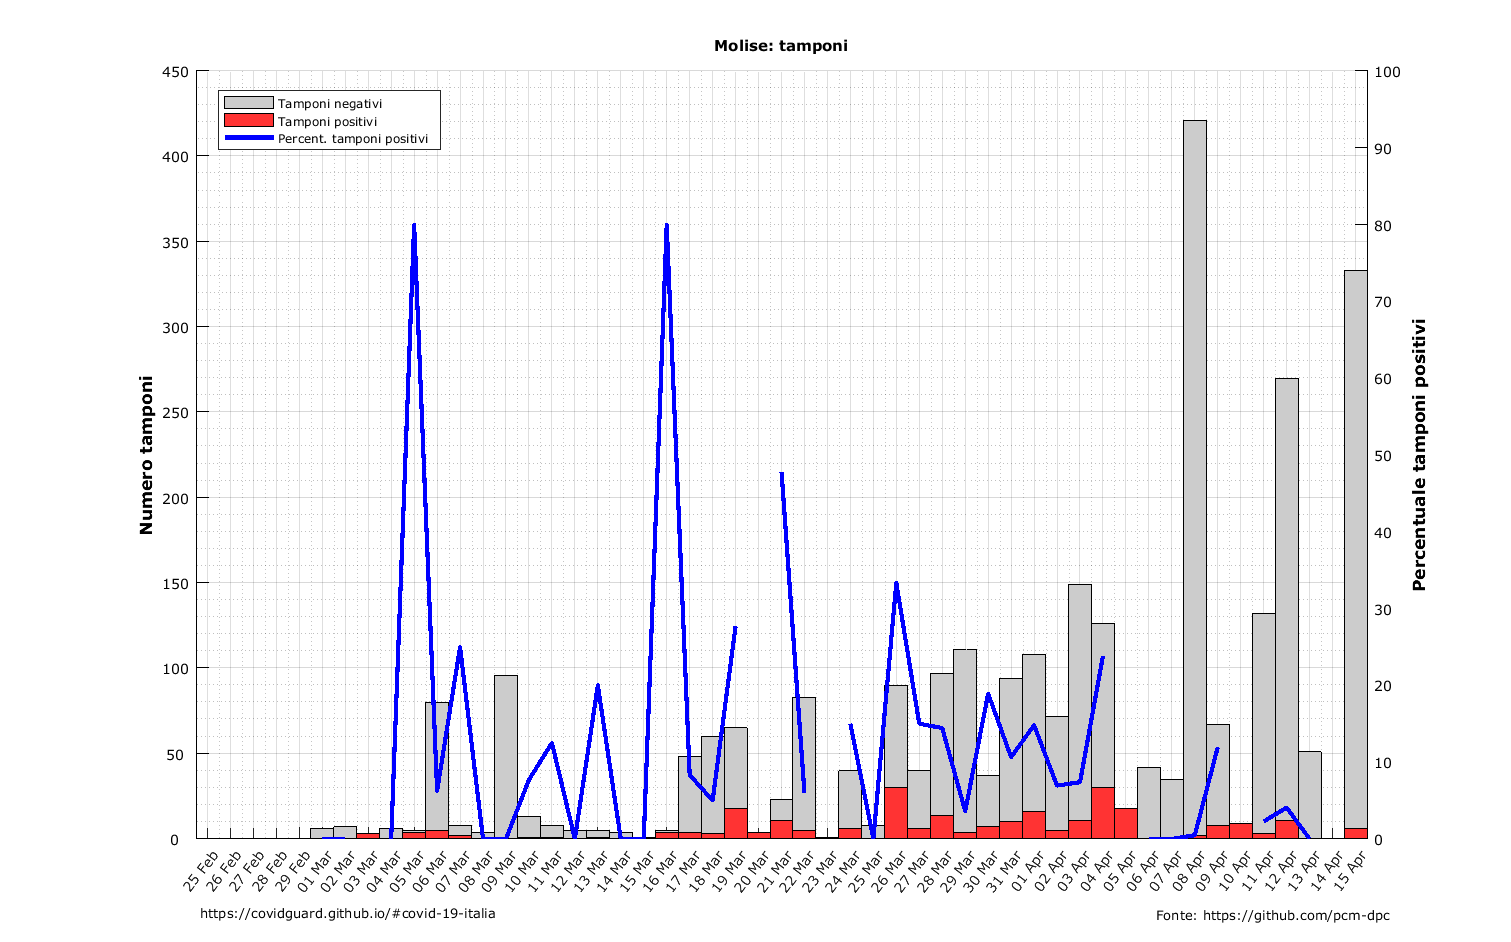 Molise: tamponi
Tamponi negativi
Tamponi positivi
Percent. tamponi positivi
Numero tamponi
450
400
350
300
250
200
150
100
50
0
Percentuale tamponi positivi
100
90
80
70
60
50
40
30
20
10
0
25 Feb
26 Feb
27 Feb
28 Feb
29 Feb
01 Mar
02 Mar
03 Mar
04 Mar
05 Mar
06 Mar
07 Mar
08 Mar
09 Mar
10 Mar
11 Mar
12 Mar
13 Mar
14 Mar
15 Mar
16 Mar
17 Mar
18 Mar
19 Mar
20 Mar
21 Mar
22 Mar
23 Mar
24 Mar
25 Mar
26 Mar
27 Mar
28 Mar
29 Mar
30 Mar
31 Mar
01 Apr
02 Apr
03 Apr
04 Apr
05 Apr
06 Apr
07 Apr
08 Apr
09 Apr
10 Apr
11 Apr
12 Apr
13 Apr
14 Apr
15 Apr
https://covidguard.github.io/#covid-19-italia
Fonte: https://github.com/pcm-dpc